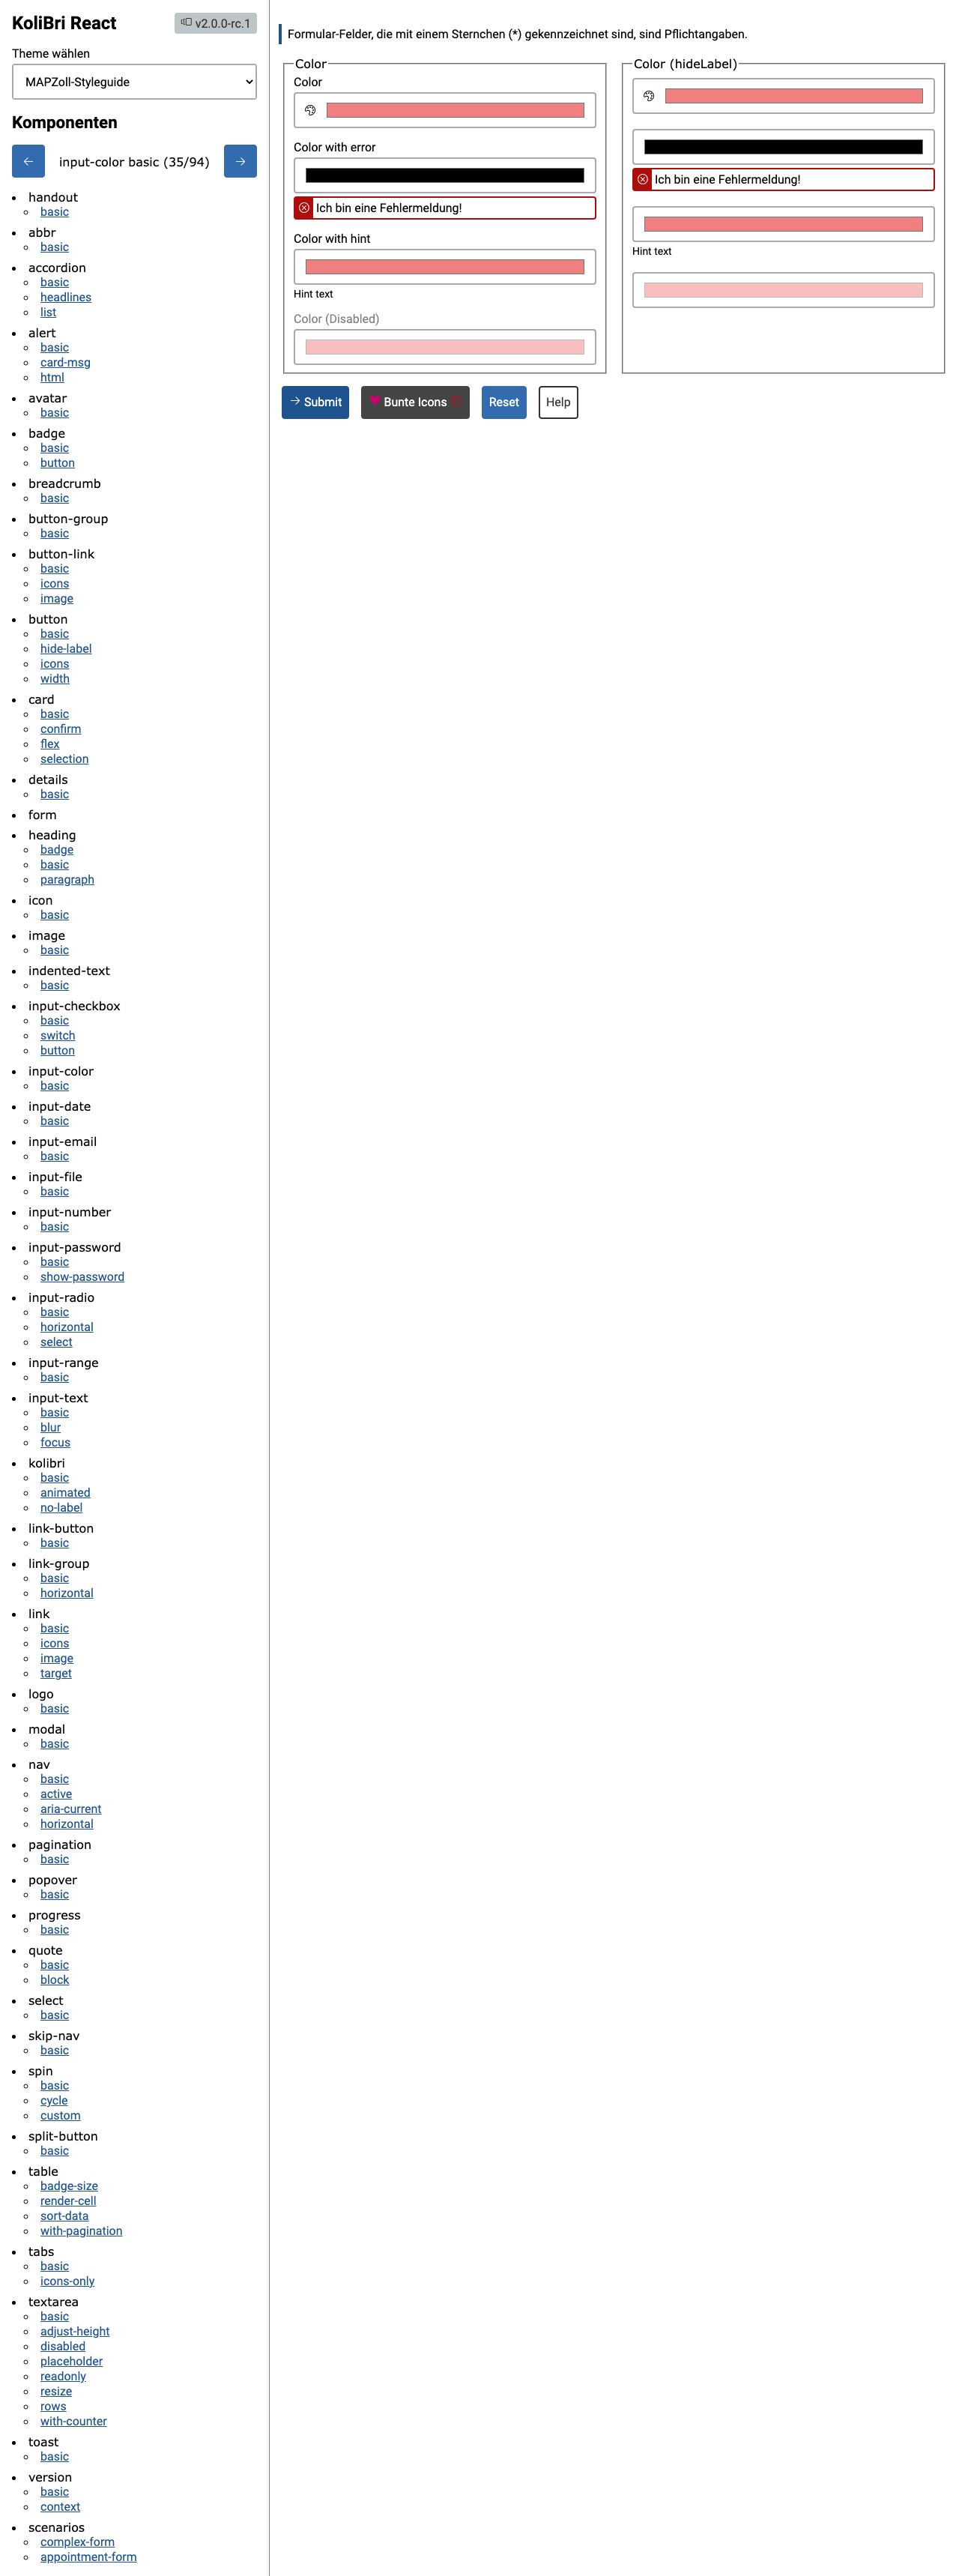 KoliBri React
v2.0.0-rc.1
Theme wählen
MAPZoll-Styleguide
Komponenten
input-color basic (35/94)
handout
basic
abbr
basic
accordion
basic
headlines
list
alert
basic
card-msg
html
avatar
basic
badge
basic
button
breadcrumb
basic
button-group
basic
button-link
basic
icons
image
button
basic
hide-label
icons
width
card
basic
confirm
flex
selection
details
basic
form
heading
badge
basic
paragraph
icon
basic
image
basic
indented-text
basic
input-checkbox
basic
switch
button
input-color
basic
input-date
basic
input-email
basic
input-file
basic
input-number
basic
input-password
basic
show-password
input-radio
basic
horizontal
select
input-range
basic
input-text
basic
blur
focus
kolibri
basic
animated
no-label
link-button
basic
link-group
basic
horizontal
link
basic
icons
image
target
logo
basic
modal
basic
nav
basic
active
aria-current
horizontal
pagination
basic
popover
basic
progress
basic
quote
basic
block
select
basic
skip-nav
basic
spin
basic
cycle
custom
split-button
basic
table
badge-size
render-cell
sort-data
with-pagination
tabs
basic
icons-only
textarea
basic
adjust-height
disabled
placeholder
readonly
resize
rows
with-counter
toast
basic
version
basic
context
scenarios
complex-form
appointment-form
Formular-Felder, die mit einem Sternchen (*) gekennzeichnet sind, sind Pflichtangaben.
Color
Color
Color with error
Ich bin eine Fehlermeldung!
Color with hint
Hint text
Color (Disabled)
Color (hideLabel)
Ich bin eine Fehlermeldung!
Hint text
Submit
Bunte Icons
Reset
Help